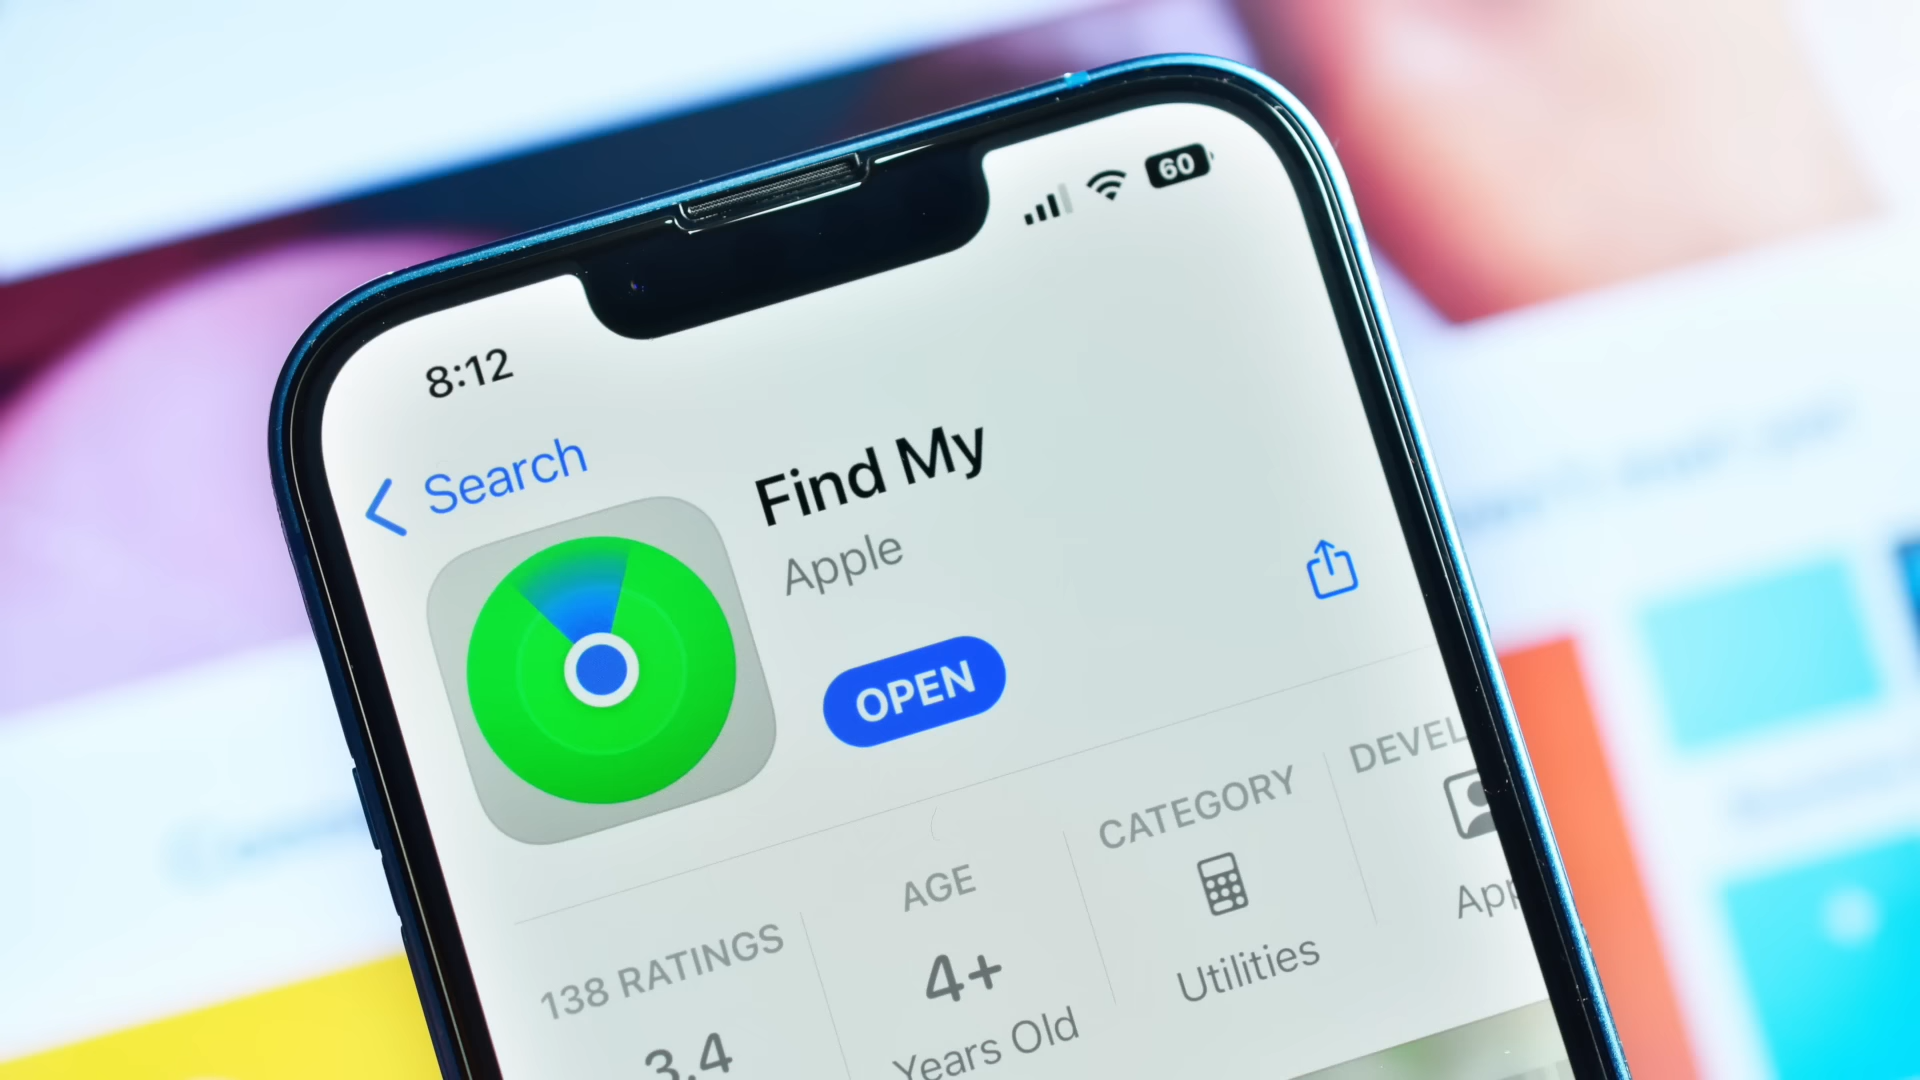 8:12
60
Search
Find My
Apple
OPEN
138 RATINGS
3.4
AGE
4+
Years Old
CATEGORY
Utilities
DEVEL
App